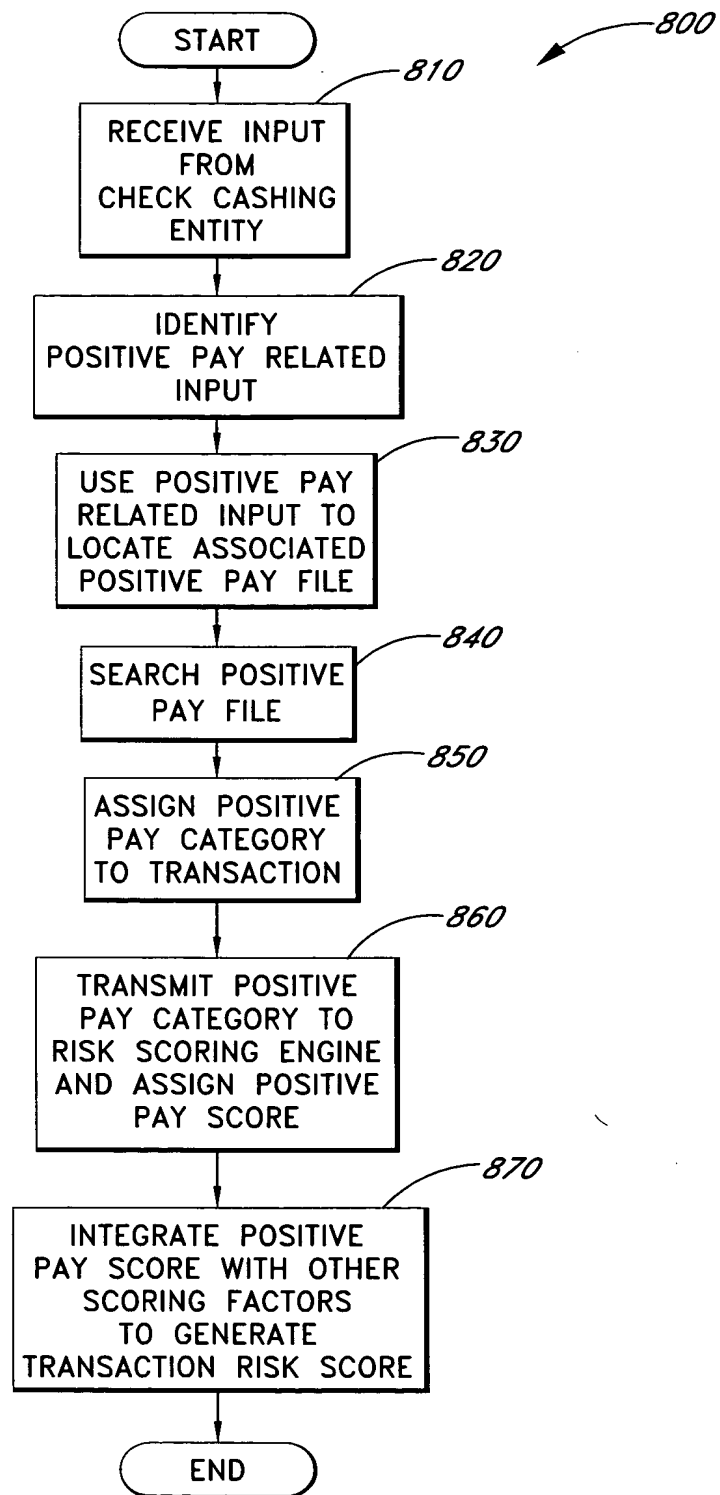 START
800
810
RECEIVE INPUT
FROM
CHECK CASHING
ENTITY
820
IDENTIFY
POSITIVE PAY RELATED
INPUT
830
USE POSITIVE PAY
RELATED INPUT TO
LOCATE ASSOCIATED
POSITIVE PAY FILE
840
SEARCH POSITIVE
PAY FILE
850
ASSIGN POSITIVE
PAY CATEGORY
TO TRANSACTION
860
TRANSMIT POSITIVE
PAY CATEGORY TO
RISK SCORING ENGINE
AND ASSIGN POSITIVE
PAY SCORE
870
INTEGRATE POSITIVE
PAY SCORE WITH OTHER
SCORING FACTORS
TO GENERATE
TRANSACTION RISK SCORE
END